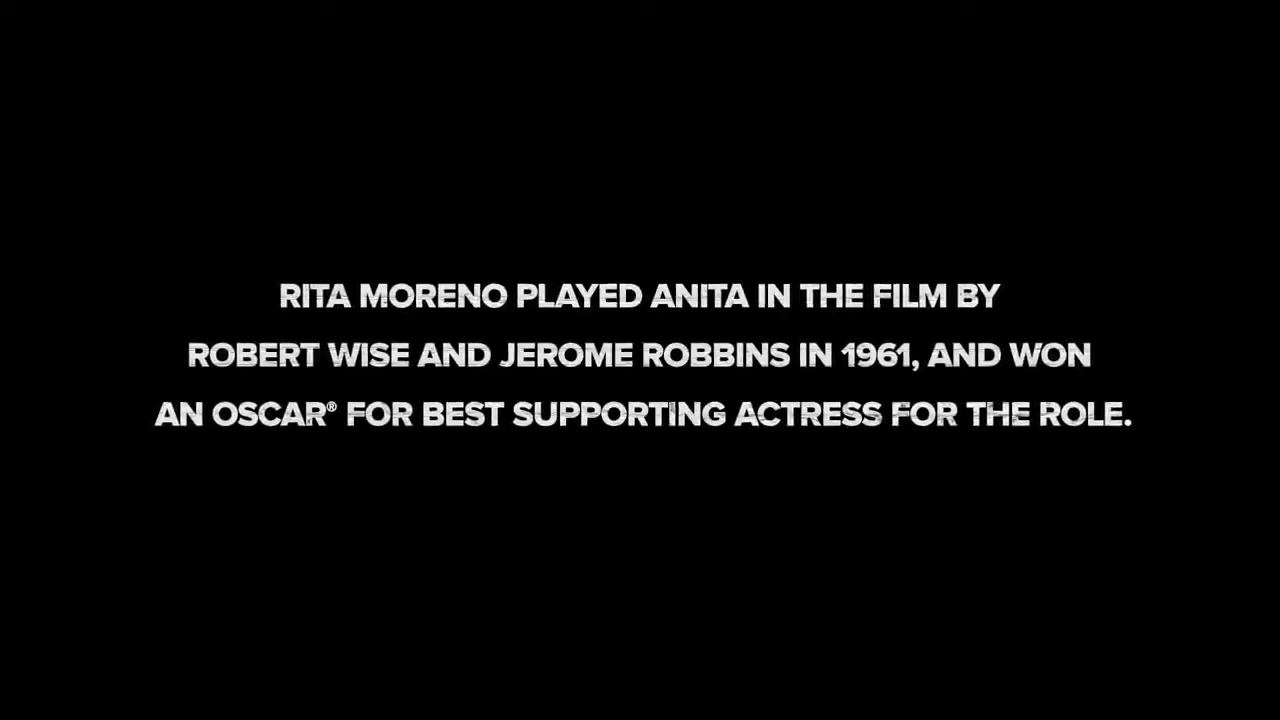 RITA MORENO PLAYED ANITA IN THE FILM BY
ROBERT WISE AND JEROME ROBBINS IN 1961, AND WON
AN OSCAR® FOR BEST SUPPORTING ACTRESS FOR THE ROLE.